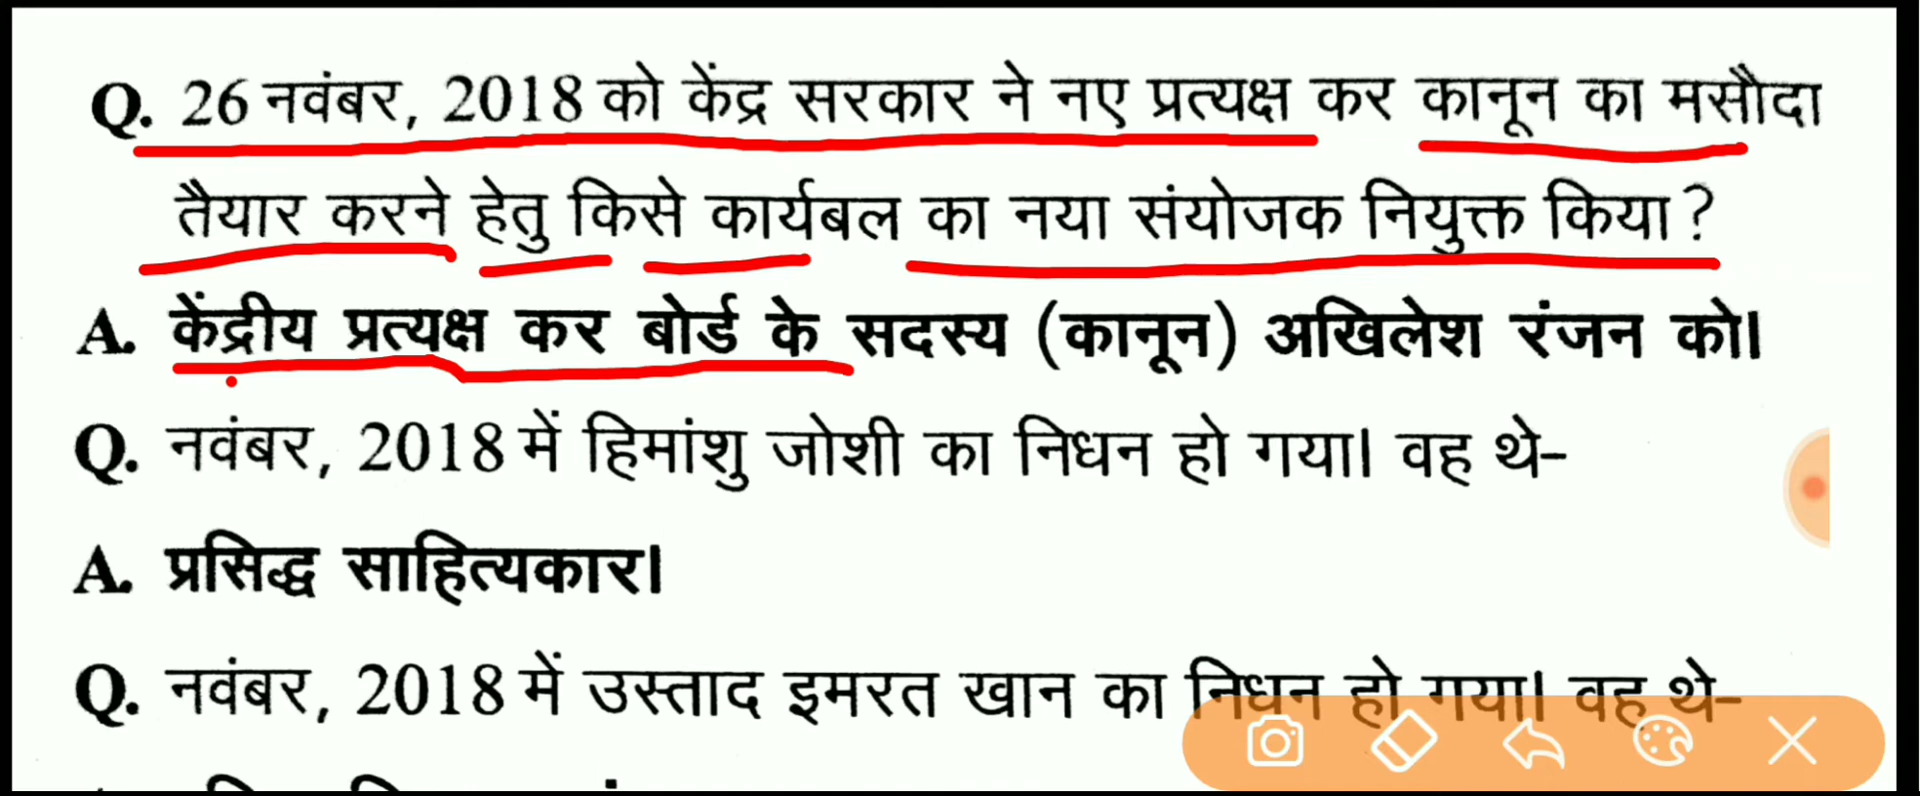 Q. 26 नवंबर, 2018 को केंद्र सरकार ने नए प्रत्यक्ष कर कानून का मसौदा
तैयार करने हेतु किसे कार्यबल का नया संयोजक नियुक्त किया?
A. केंद्रीय प्रत्यक्ष कर बोर्ड के सदस्य (कानून) अखिलेश रंजन को।
Q. नवंबर, 2018 में हिमांशु जोशी का निधन हो गया। वह थे-
A. प्रसिद्ध साहित्यकार।
Q. नवंबर, 2018 में उस्ताद इमरत खान का निधन हो गया। वह थे-